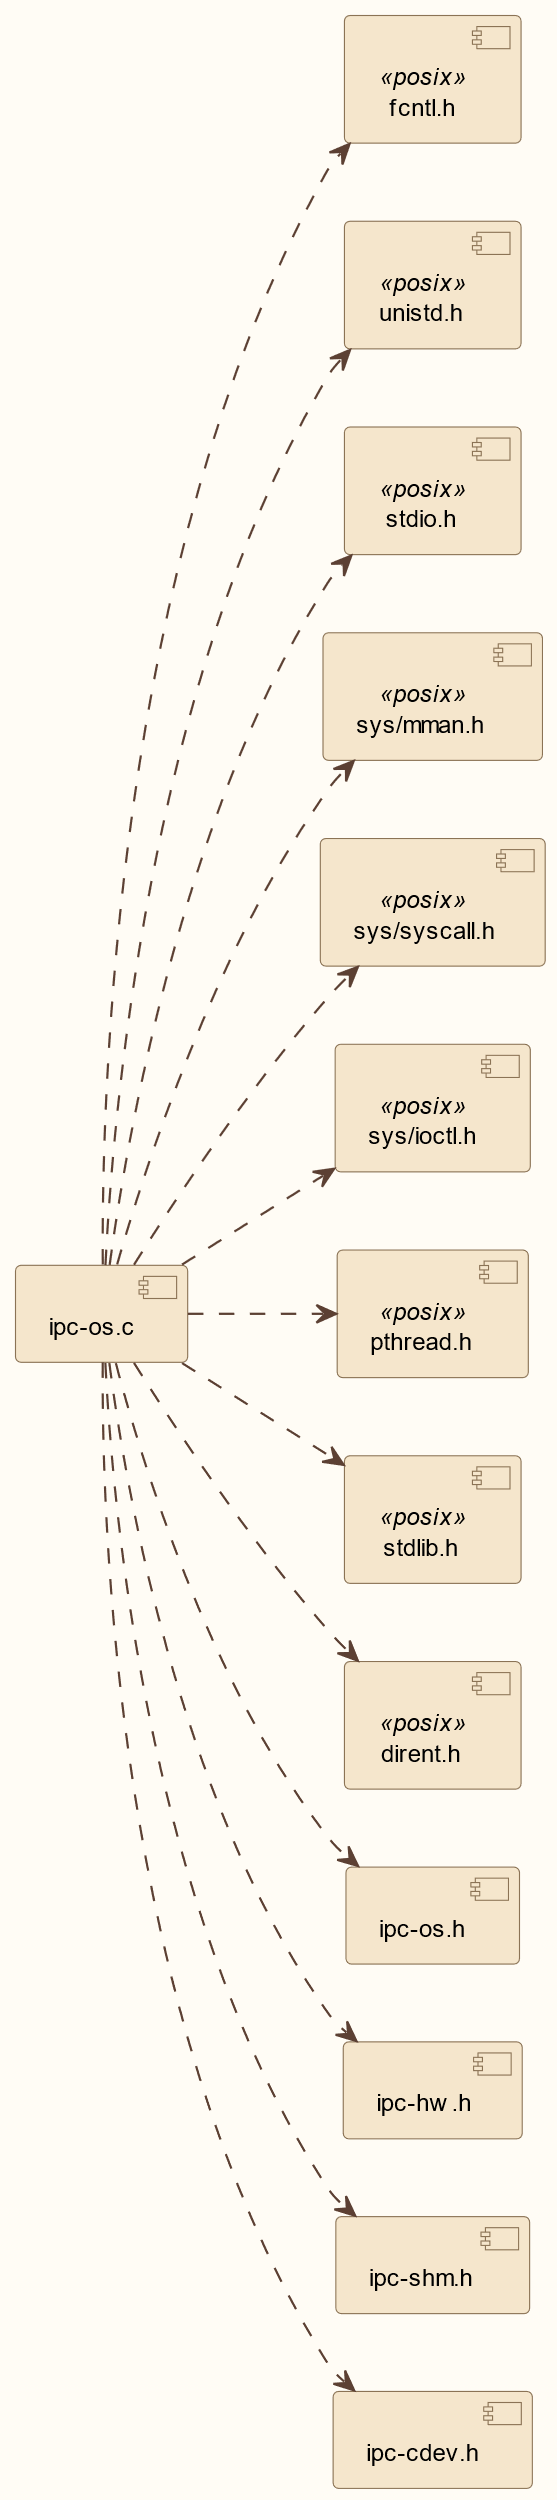 «posix»
fcntl.h
«posix»
unistd.h
«posix»
stdio.h
«posix»
sys/mman.h
«posix»
sys/syscall.h
«posix»
sys/ioctl.h
ipc-os.c
«posix»
pthread.h
«posix»
stdlib.h
«posix»
dirent.h
ipc-os.h
ipc-hw.h
ipc-shm.h
ipc-cdev.h